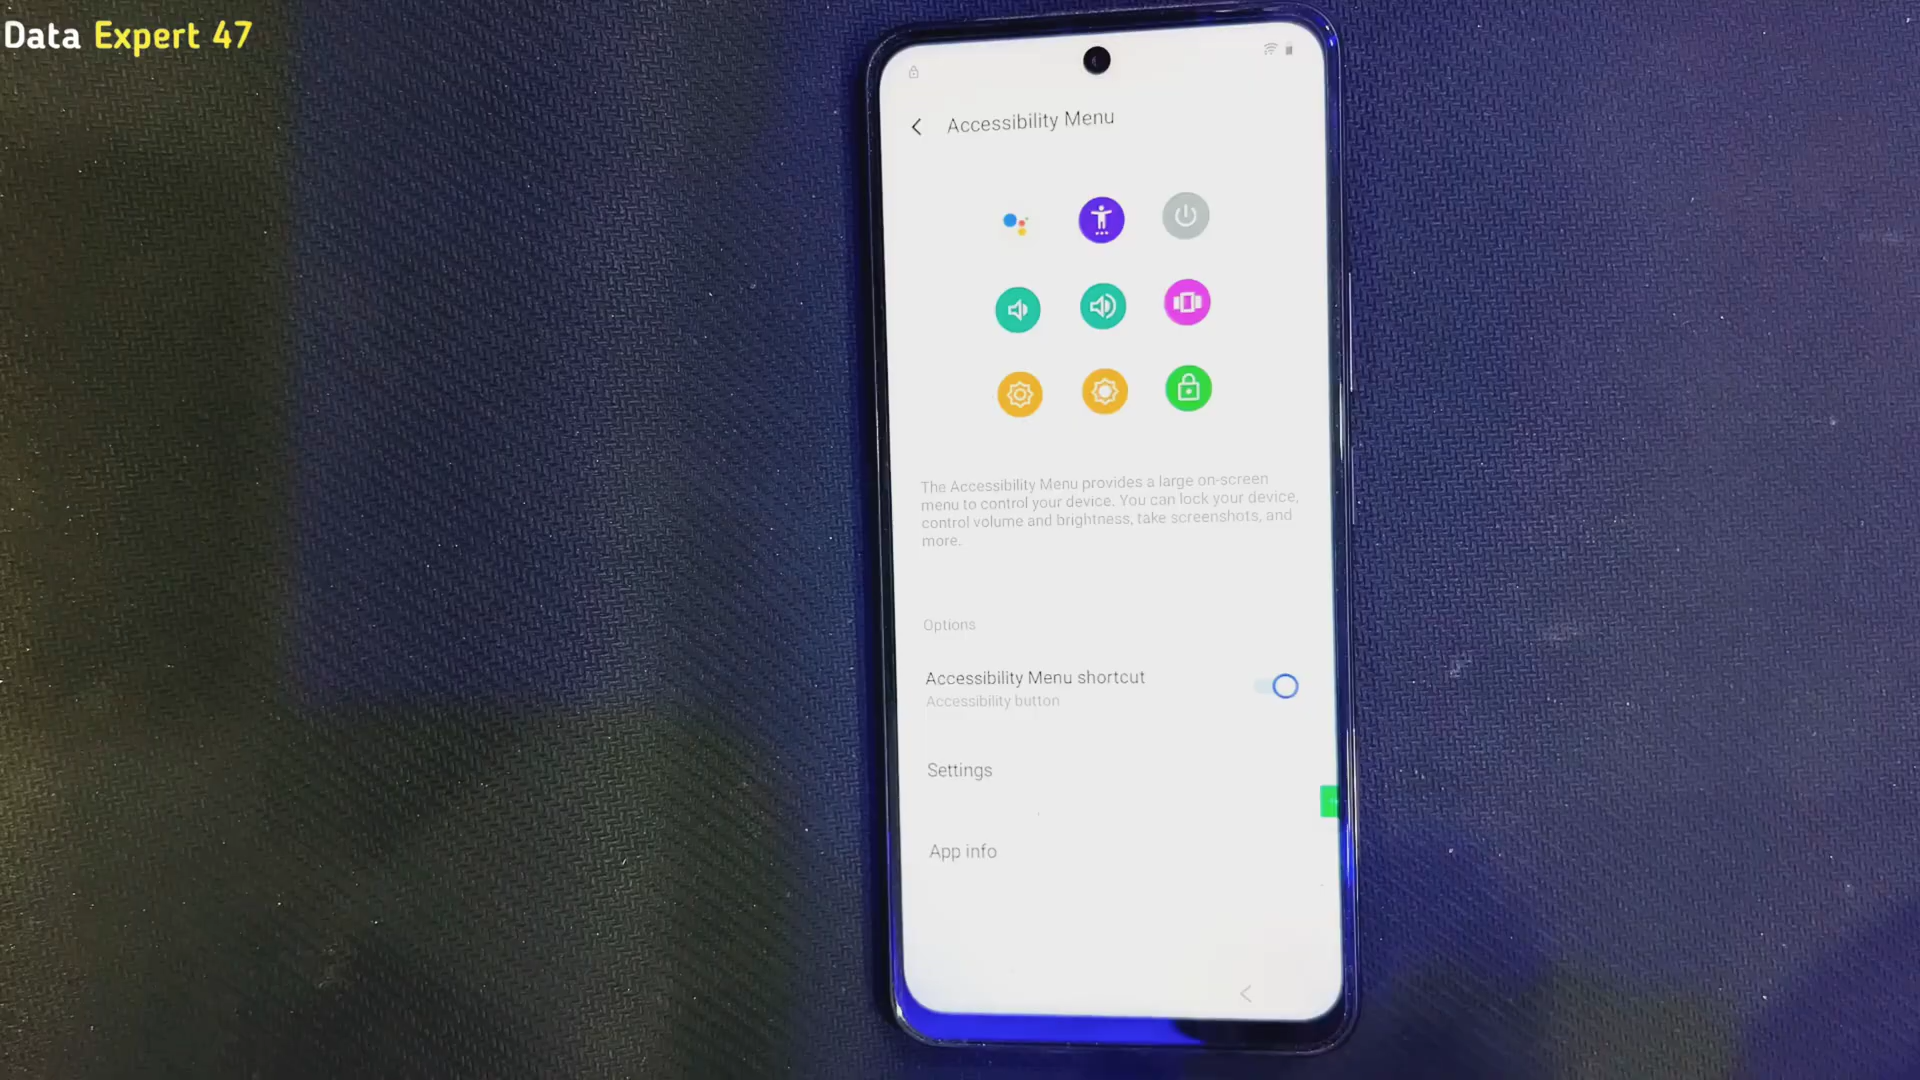 Data Expert 47
Accessibility Menu
The Accessibility Menu provides a large on-screen
menu to control your device. You can lock your device,
control volume and brightness, take screenshots, and
more.
Options
Accessibility Menu shortcut
Accessibility button
Settings
App info